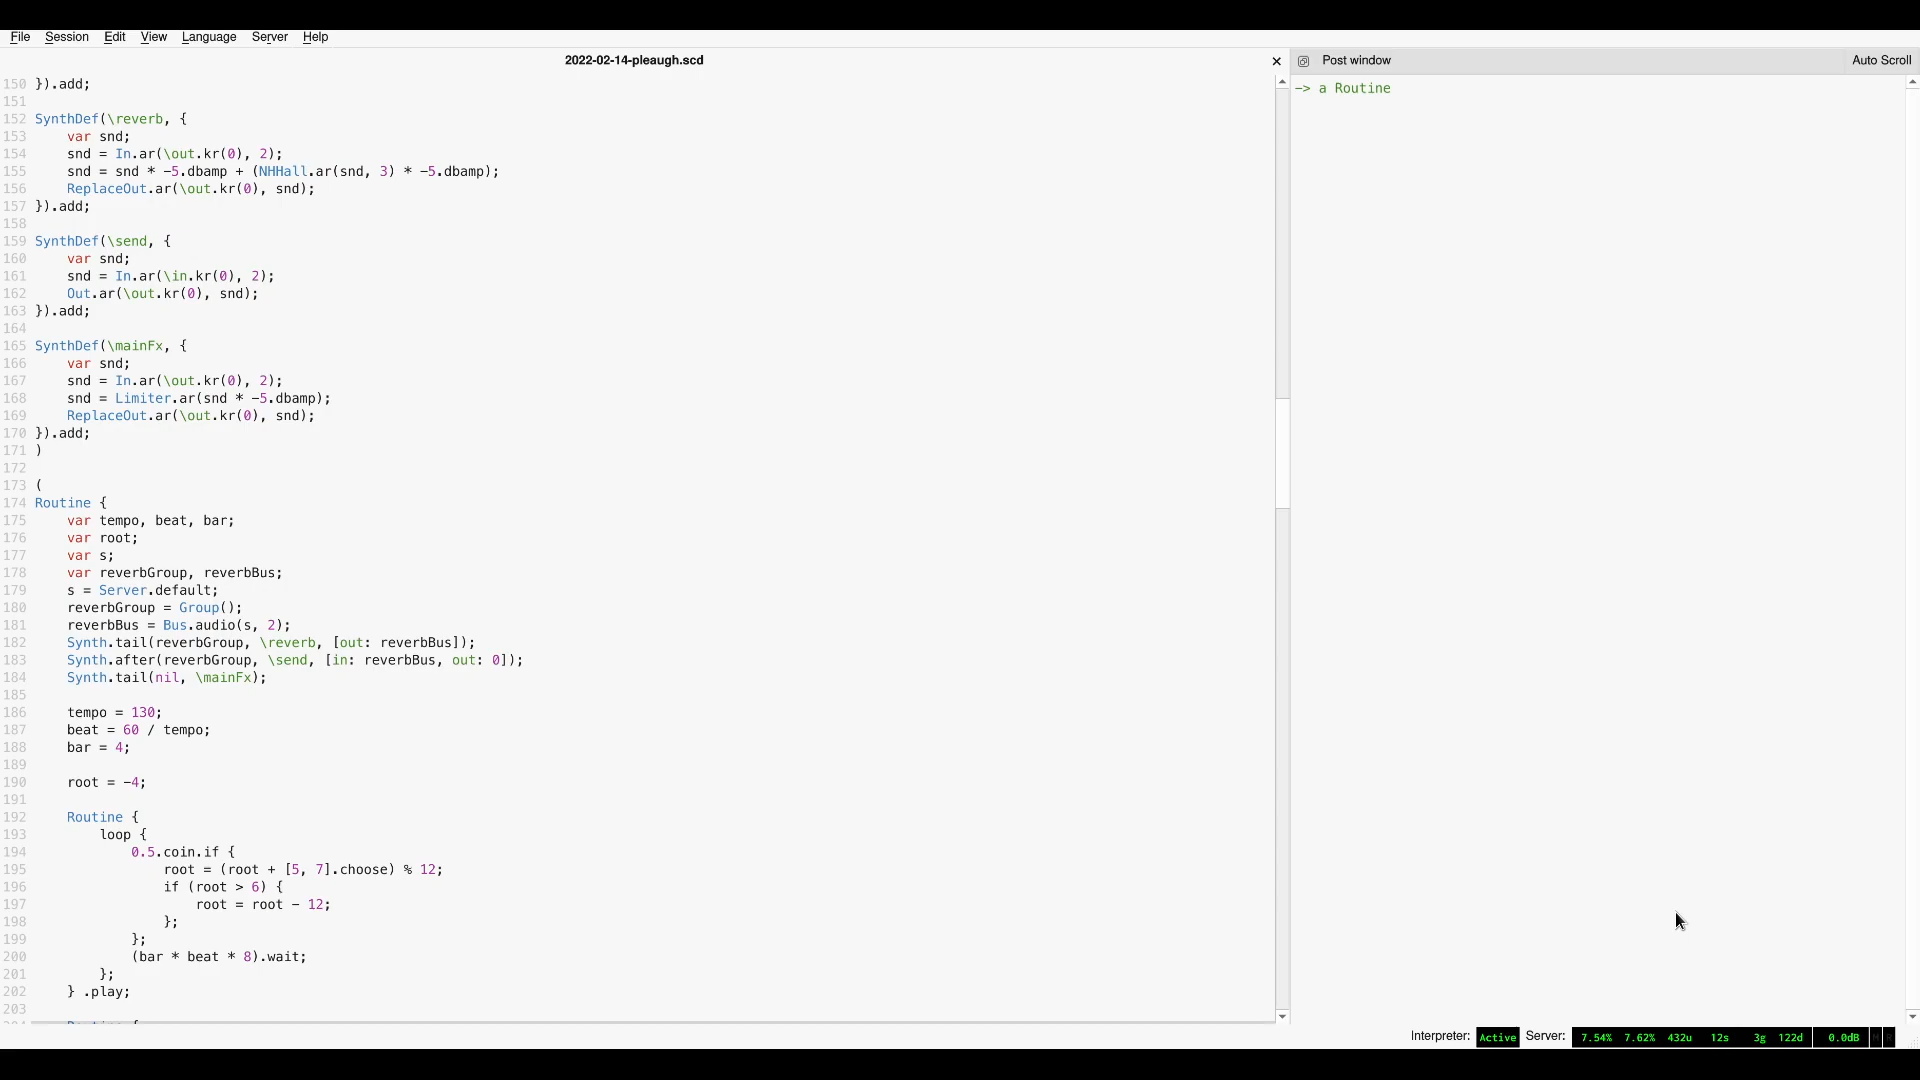 File Session Edit View Language Server Help
2022-02-14-pleaugh.scd
Post window Auto Scroll
-> a Routine
150 }).add;
151
152 SynthDef(\reverb, {
153     var snd;
154     snd = In.ar(\out.kr(0), 2);
155     snd = snd * -5.dbamp + (NHHall.ar(snd, 3) * -5.dbamp);
156     ReplaceOut.ar(\out.kr(0), snd);
157 }).add;
158
159 SynthDef(\send, {
160     var snd;
161     snd = In.ar(\in.kr(0), 2);
162     Out.ar(\out.kr(0), snd);
163 }).add;
164
165 SynthDef(\mainFx, {
166     var snd;
167     snd = In.ar(\out.kr(0), 2);
168     snd = Limiter.ar(snd * -5.dbamp);
169     ReplaceOut.ar(\out.kr(0), snd);
170 }).add;
171 )
172
173 (
174 Routine {
175     var tempo, beat, bar;
176     var root;
177     var s;
178     var reverbGroup, reverbBus;
179     s = Server.default;
180     reverbGroup = Group();
181     reverbBus = Bus.audio(s, 2);
182     Synth.tail(reverbGroup, \reverb, [out: reverbBus]);
183     Synth.after(reverbGroup, \send, [in: reverbBus, out: 0]);
184     Synth.tail(nil, \mainFx);
185
186     tempo = 130;
187     beat = 60 / tempo;
188     bar = 4;
189
190     root = -4;
191
192     Routine {
193         loop {
194             0.5.coin.if {
195                 root = (root + [5, 7].choose) % 12;
196                 if (root > 6) {
197                     root = root - 12;
198                 };
199             };
200             (bar * beat * 8).wait;
201         };
202     } .play;
203
Interpreter: Active Server: 7.54% 7.62% 432u 12s 3g 122d 0.0dB